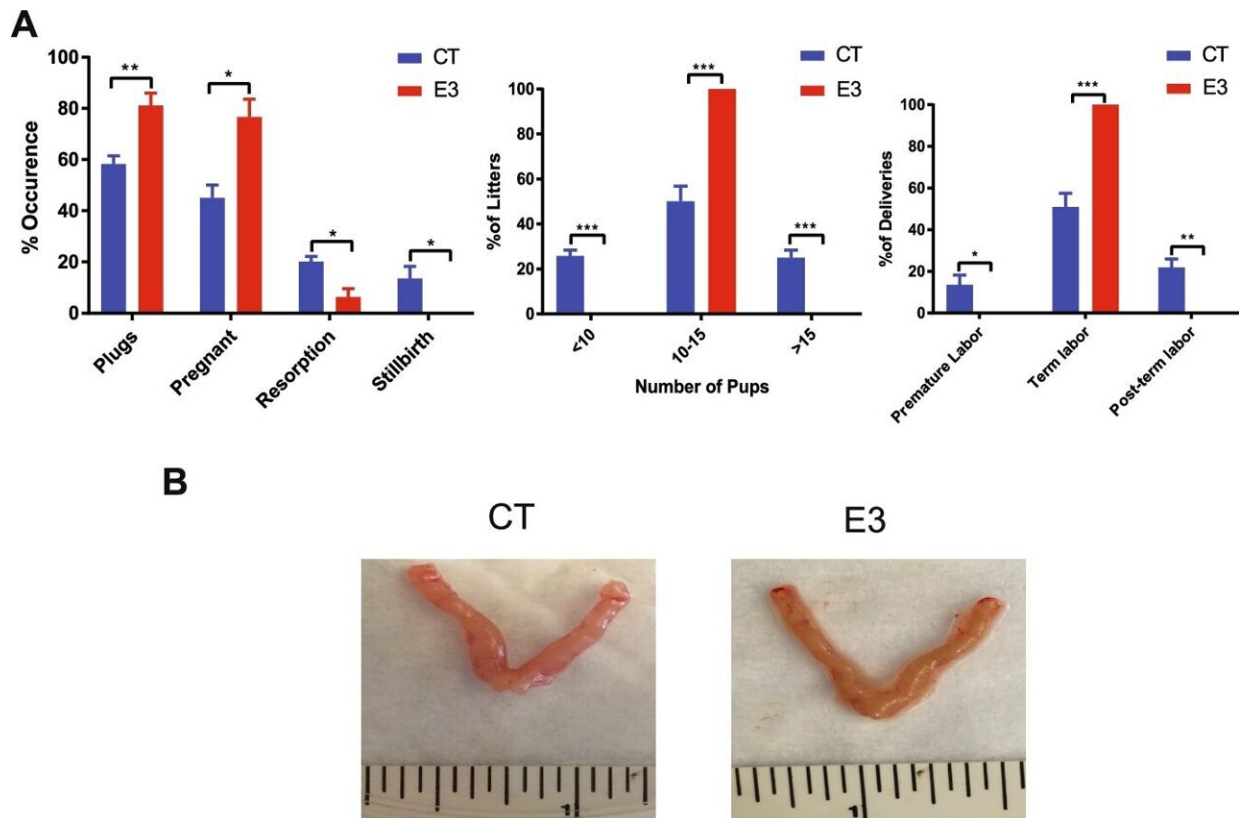 A
% Occurence
100
80
60
40
20
0
**
*
*
*
CT
E3
Plugs
Pregnant
Resorption
Stillbirth
%of Litters
100
80
60
40
20
0
***
***
***
CT
E3
<10
10-15
>15
Number of Pups
%of Deliveries
100
80
60
40
20
0
*
***
**
CT
E3
Premature Labor
Term labor
Post-term labor
B
CT
E3
1
1